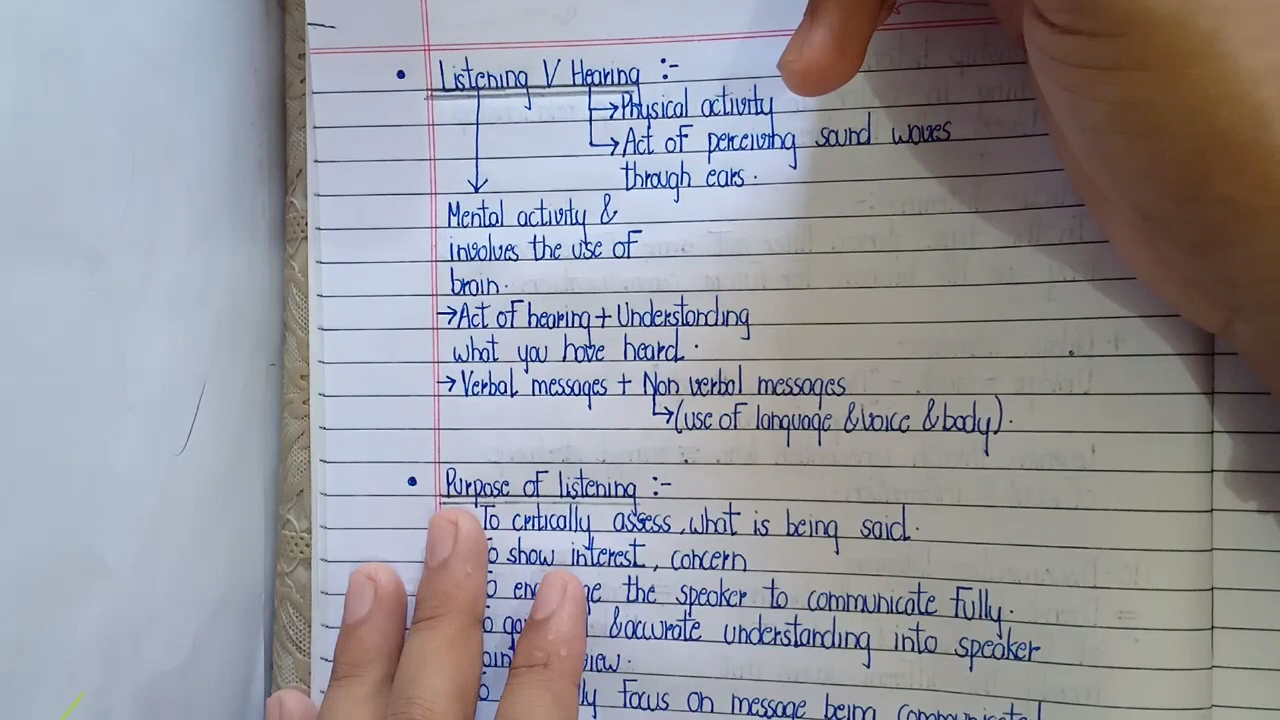 Listening V Hearing :-
→Physical activity
→Act of perceiving sound waves
through ears.
Mental activity &
involves the use of
brain.
→Act of hearing + Understanding
what you have heard.
→Verbal messages + Non verbal messages
→(use of language & voice & body).
Purpose of listening :-
To critically assess, what is being said.
show interest, concern
the speaker to communicate fully.
& accurate understanding into speaker
focus on message being